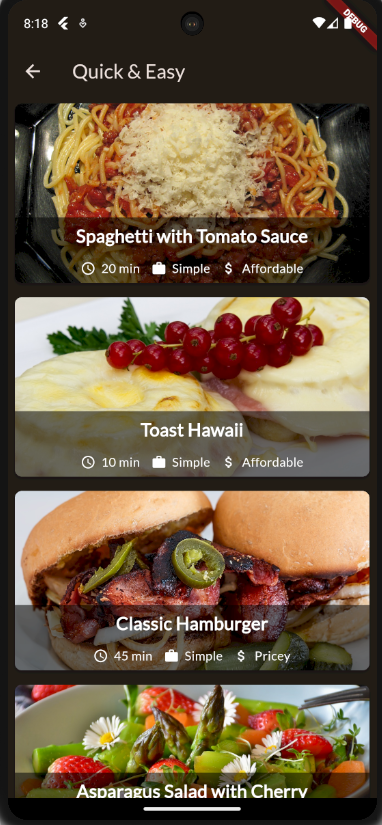 8:18
DEBUG
Quick & Easy
Spaghetti with Tomato Sauce
20 min Simple $ Affordable
Toast Hawaii
10 min Simple $ Affordable
Classic Hamburger
45 min Simple $ Pricey
Asparagus Salad with Cherry